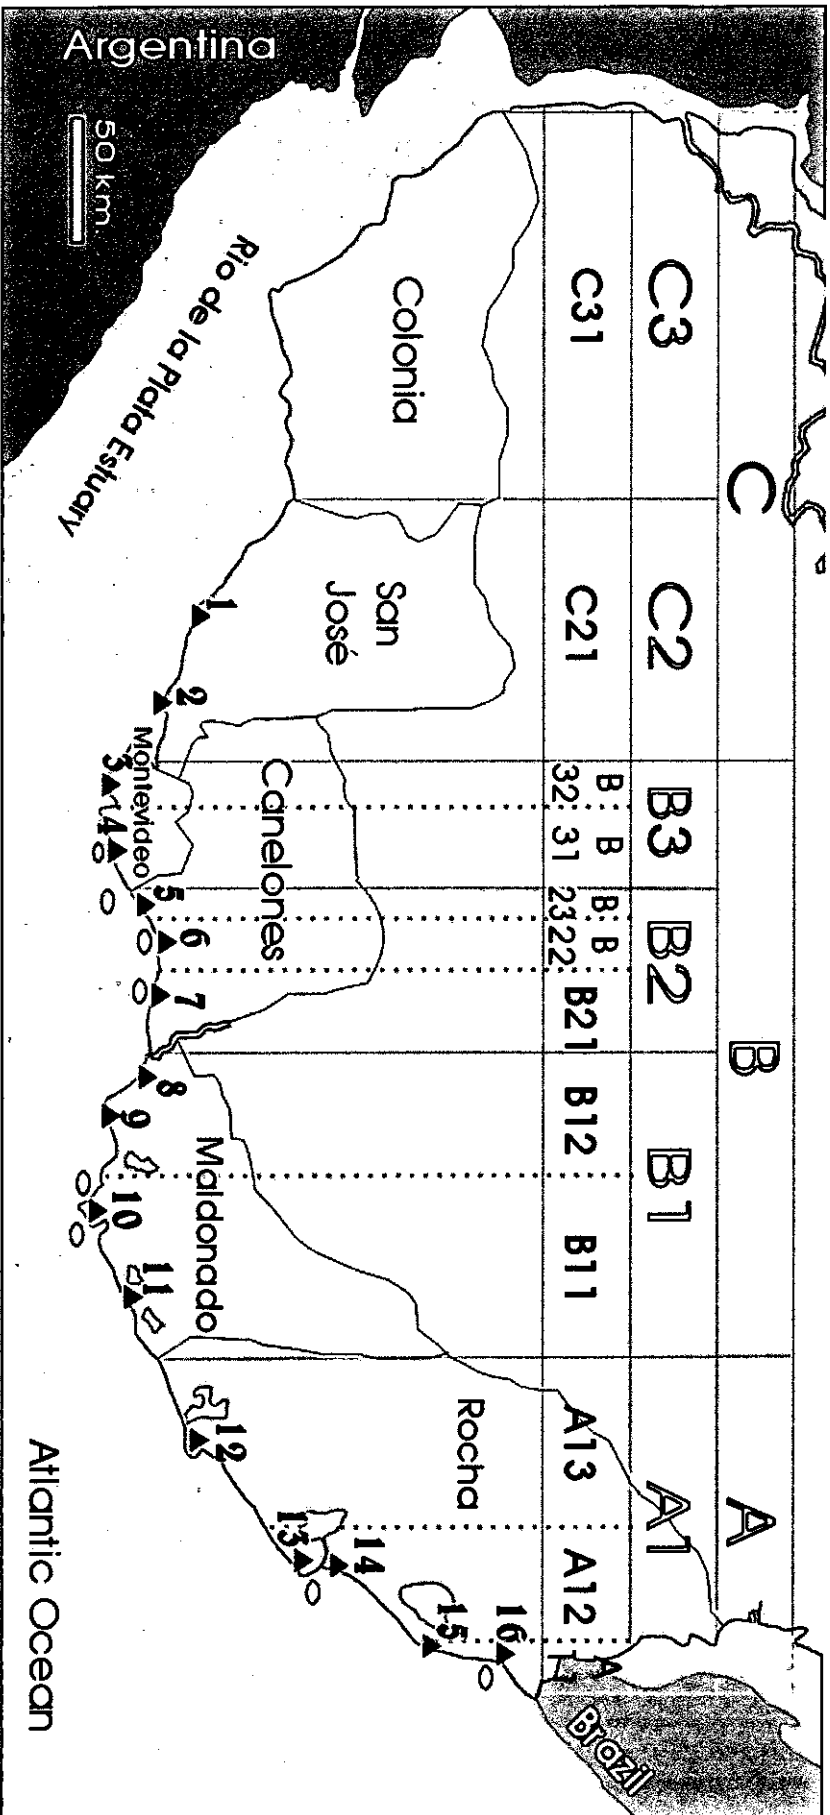 C B A
C3 C2 B3 B2 B1 A1
C31 C21 B 32 B 31 B 23 B 22 B21 B12 B11 A13 A12 A 11
Brazil
Colonia
San
José
Canelones
Maldonado
Rocha
Montevideo
1 2 3 4 5 6 7 8 9 10 11 12 13 14 15 16
Rio de la Plata Estuary
Argentina
50 km
Atlantic Ocean